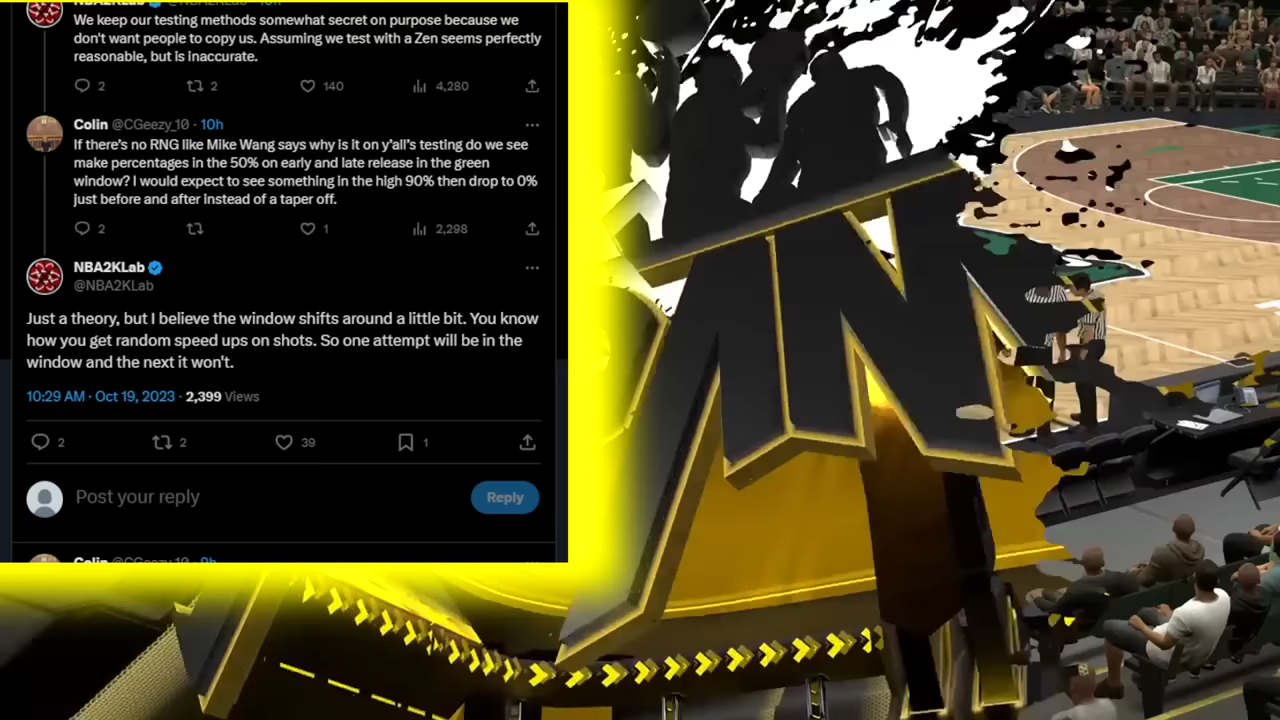 NBA2KLab @NBA2KLab · 10h
We keep our testing methods somewhat secret on purpose because we
don't want people to copy us. Assuming we test with a Zen seems perfectly
reasonable, but is inaccurate.
2 2 140 4,280
Colin @CGeezy_10 · 10h
If there's no RNG like Mike Wang says why is it on y'all's testing do we see
make percentages in the 50% on early and late release in the green
window? I would expect to see something in the high 90% then drop to 0%
just before and after instead of a taper off.
2 1 2,298
NBA2KLab
@NBA2KLab
Just a theory, but I believe the window shifts around a little bit. You know
how you get random speed ups on shots. So one attempt will be in the
window and the next it won't.
10:29 AM · Oct 19, 2023 · 2,399 Views
2 2 39 1
Post your reply
Reply
Colin @CGeezy_10 · 9h